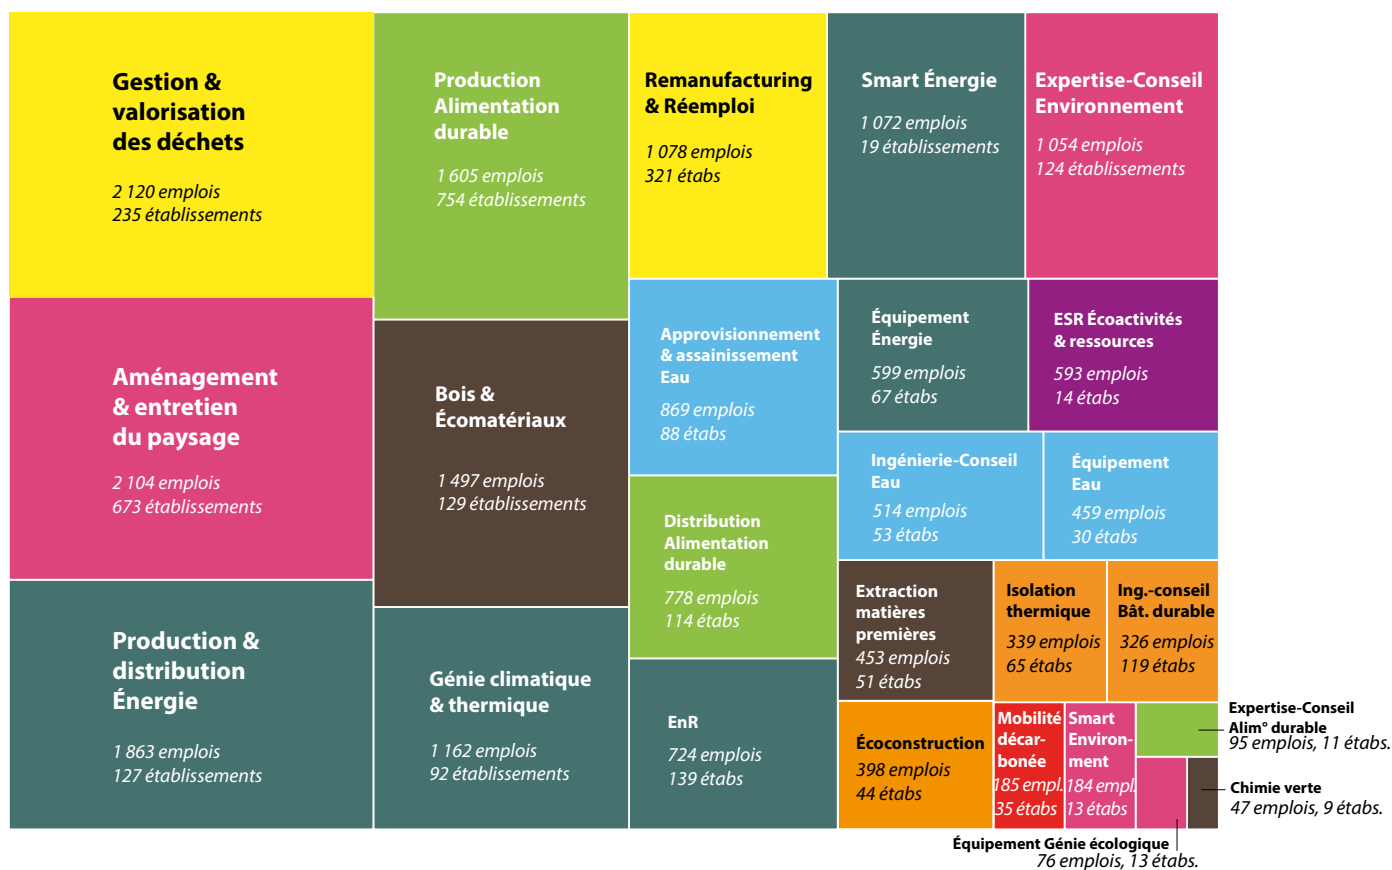 Gestion &
valorisation
des déchets
2 120 emplois
235 établissements
Aménagement
& entretien
du paysage
2 104 emplois
673 établissements
Production &
distribution
Énergie
1 863 emplois
127 établissements
Production
Alimentation
durable
1 605 emplois
754 établissements
Bois &
Écomatériaux
1 497 emplois
129 établissements
Génie climatique
& thermique
1 162 emplois
92 établissements
Remanufacturing
& Réemploi
1 078 emplois
321 étabs
Smart Énergie
1 072 emplois
19 établissements
Expertise-Conseil
Environnement
1 054 emplois
124 établissements
Approvisionnement
& assainissement
Eau
869 emplois
88 étabs
Distribution
Alimentation
durable
778 emplois
114 étabs
EnR
724 emplois
139 étabs
Équipement
Énergie
599 emplois
67 étabs
ESR Écoactivités
& ressources
593 emplois
14 étabs
Ingénierie-Conseil
Eau
514 emplois
53 étabs
Équipement
Eau
459 emplois
30 étabs
Extraction
matières
premières
453 emplois
51 étabs
Isolation
thermique
339 emplois
65 étabs
Ing.-conseil
Bât. durable
326 emplois
119 étabs
Écoconstruction
398 emplois
44 étabs
Mobilité
décar-
bonée
185 empl.
35 étabs
Smart
Environ-
ment
184 empl.
13 étabs
Expertise-Conseil
Alim° durable
95 emplois, 11 étabs.
Chimie verte
47 emplois, 9 étabs.
Équipement Génie écologique
76 emplois, 13 étabs.